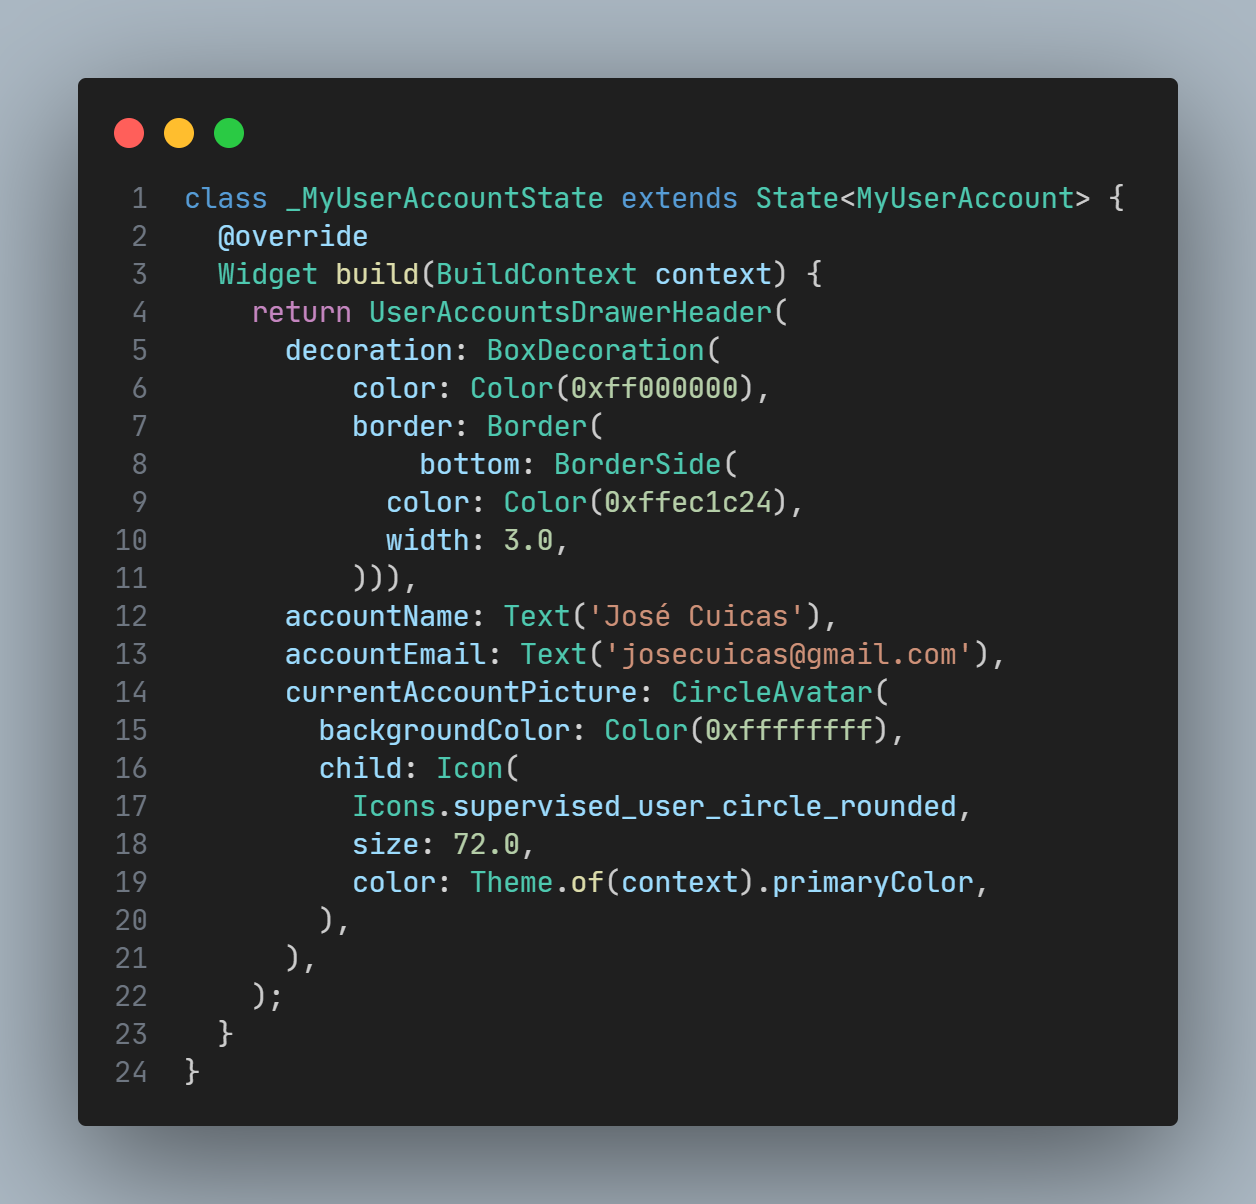 1 class _MyUserAccountState extends State<MyUserAccount> {
2   @override
3   Widget build(BuildContext context) {
4     return UserAccountsDrawerHeader(
5       decoration: BoxDecoration(
6           color: Color(0xff000000),
7           border: Border(
8               bottom: BorderSide(
9             color: Color(0xffec1c24),
10             width: 3.0,
11           ))),
12       accountName: Text('José Cuicas'),
13       accountEmail: Text('josecuicas@gmail.com'),
14       currentAccountPicture: CircleAvatar(
15         backgroundColor: Color(0xffffffff),
16         child: Icon(
17           Icons.supervised_user_circle_rounded,
18           size: 72.0,
19           color: Theme.of(context).primaryColor,
20         ),
21       ),
22     );
23   }
24 }